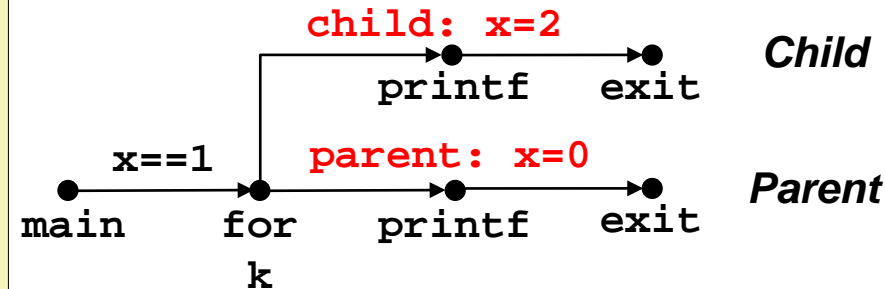 child: x=2
Child
printf exit
x==1 parent: x=0
Parent
main for printf exit
k